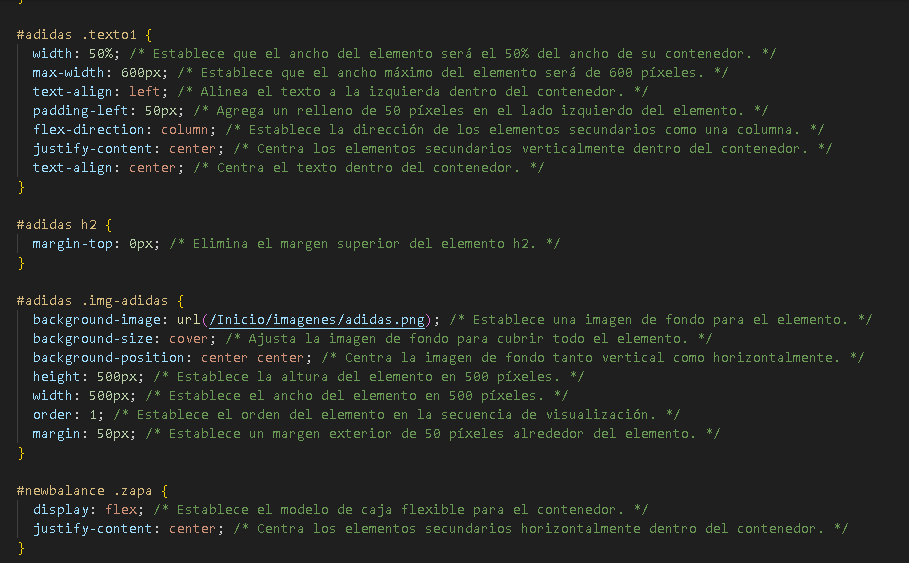 }
#adidas .texto1 {
width: 50%; /* Establece que el ancho del elemento será el 50% del ancho de su contenedor. */
max-width: 600px; /* Establece que el ancho máximo del elemento será de 600 píxeles. */
text-align: left; /* Alinea el texto a la izquierda dentro del contenedor. */
padding-left: 50px; /* Agrega un relleno de 50 píxeles en el lado izquierdo del elemento. */
flex-direction: column; /* Establece la dirección de los elementos secundarios como una columna. */
justify-content: center; /* Centra los elementos secundarios verticalmente dentro del contenedor. */
text-align: center; /* Centra el texto dentro del contenedor. */
}
#adidas h2 {
margin-top: 0px; /* Elimina el margen superior del elemento h2. */
}
#adidas .img-adidas {
background-image: url(/Inicio/imagenes/adidas.png); /* Establece una imagen de fondo para el elemento. */
background-size: cover; /* Ajusta la imagen de fondo para cubrir todo el elemento. */
background-position: center center; /* Centra la imagen de fondo tanto vertical como horizontalmente. */
height: 500px; /* Establece la altura del elemento en 500 píxeles. */
width: 500px; /* Establece el ancho del elemento en 500 píxeles. */
order: 1; /* Establece el orden del elemento en la secuencia de visualización. */
margin: 50px; /* Establece un margen exterior de 50 píxeles alrededor del elemento. */
}
#newbalance .zapa {
display: flex; /* Establece el modelo de caja flexible para el contenedor. */
justify-content: center; /* Centra los elementos secundarios horizontalmente dentro del contenedor. */
}